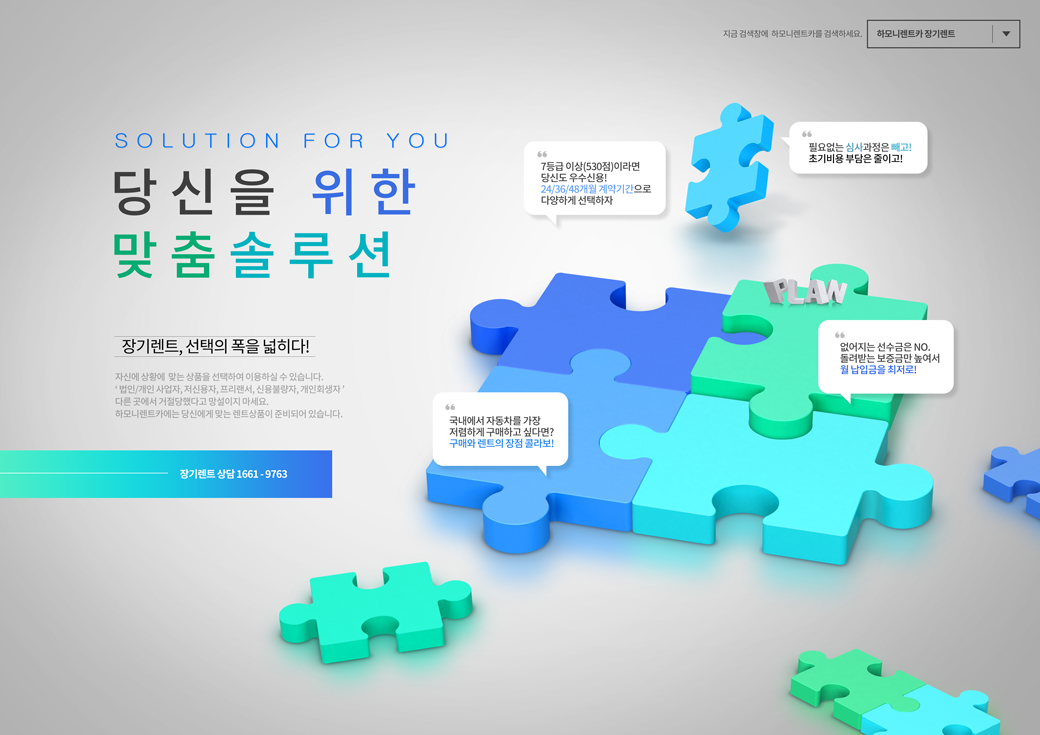 지금 검색창에 하모니렌트카를 검색하세요.
하모니렌트카 장기렌트
SOLUTION FOR YOU
당신을 위한
맞춤솔루션
장기렌트, 선택의 폭을 넓히다!
자신에 상황에 맞는 상품을 선택하여 이용하실 수 있습니다.
' 법인/개인 사업자, 저신용자, 프리랜서, 신용불량자, 개인회생자 '
다른 곳에서 거절당했다고 망설이지 마세요.
하모니렌트카에는 당신에게 맞는 렌트상품이 준비되어 있습니다.
장기렌트 상담 1661 - 9763
“
7등급 이상(530점)이라면
당신도 우수신용!
24/36/48개월 계약기간으로
다양하게 선택하자
“
필요없는 심사과정은 빼고!
초기비용 부담은 줄이고!
PLAW
“
없어지는 선수금은 NO.
돌려받는 보증금만 높여서
월 납입금을 최저로!
“
국내에서 자동차를 가장
저렴하게 구매하고 싶다면?
구매와 렌트의 장점 콜라보!